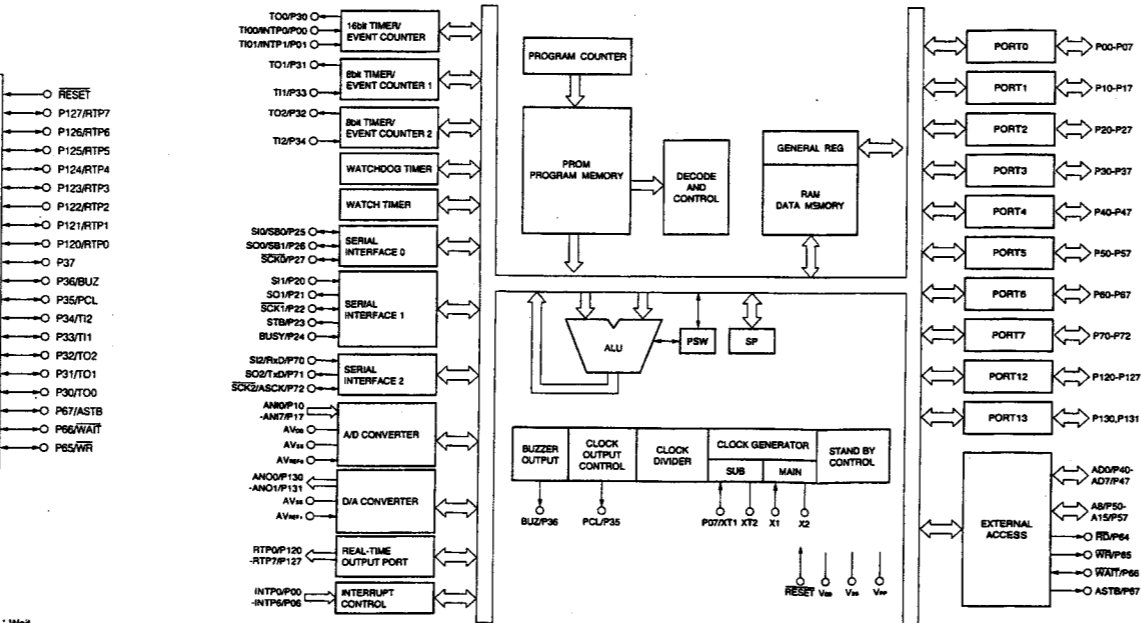 RESET
P127/RTP7
P126/RTP6
P125/RTP5
P124/RTP4
P123/RTP3
P122/RTP2
P121/RTP1
P120/RTP0
P37
P36/BUZ
P35/PCL
P34/TI2
P33/TI1
P32/TO2
P31/TO1
P30/TO0
P67/ASTB
P66/WAIT
P65/WR
: Wait
TO0/P30
TI00/INTP0/P00
TI01/INTP1/P01
16bit TIMER/
EVENT COUNTER
TO1/P31
TI1/P33
8bit TIMER/
EVENT COUNTER 1
TO2/P32
TI2/P34
8bit TIMER/
EVENT COUNTER 2
WATCHDOG TIMER
WATCH TIMER
SI0/SB0/P25
SO0/SB1/P26
SCK0/P27
SERIAL
INTERFACE 0
SI1/P20
SO1/P21
SCK1/P22
STB/P23
BUSY/P24
SERIAL
INTERFACE 1
SI2/RxD/P70
SO2/TxD/P71
SCK2/ASCK/P72
SERIAL
INTERFACE 2
ANI0/P10
-ANI7/P17
AVDD
AVSS
AVREF0
A/D CONVERTER
ANO0/P130
-ANO1/P131
AVSS
AVREF1
D/A CONVERTER
RTP0/P120
-RTP7/P127
REAL-TIME
OUTPUT PORT
INTP0/P00
-INTP6/P06
INTERRUPT
CONTROL
PROGRAM COUNTER
PROM
PROGRAM MEMORY
DECODE
AND
CONTROL
GENERAL REG
RAM
DATA MEMORY
ALU
PSW
SP
BUZZER
OUTPUT
CLOCK
OUTPUT
CONTROL
CLOCK
DIVIDER
CLOCK GENERATOR
SUB
MAIN
STAND BY
CONTROL
BUZ/P36
PCL/P35
P07/XT1
XT2
X1
X2
RESET
VDD
VSS
VPP
PORT0
P00-P07
PORT1
P10-P17
PORT2
P20-P27
PORT3
P30-P37
PORT4
P40-P47
PORT5
P50-P57
PORT6
P60-P67
PORT7
P70-P72
PORT12
P120-P127
PORT13
P130,P131
EXTERNAL
ACCESS
AD0/P40-
AD7/P47
A8/P50-
A15/P57
RD/P64
WR/P65
WAIT/P66
ASTB/P67